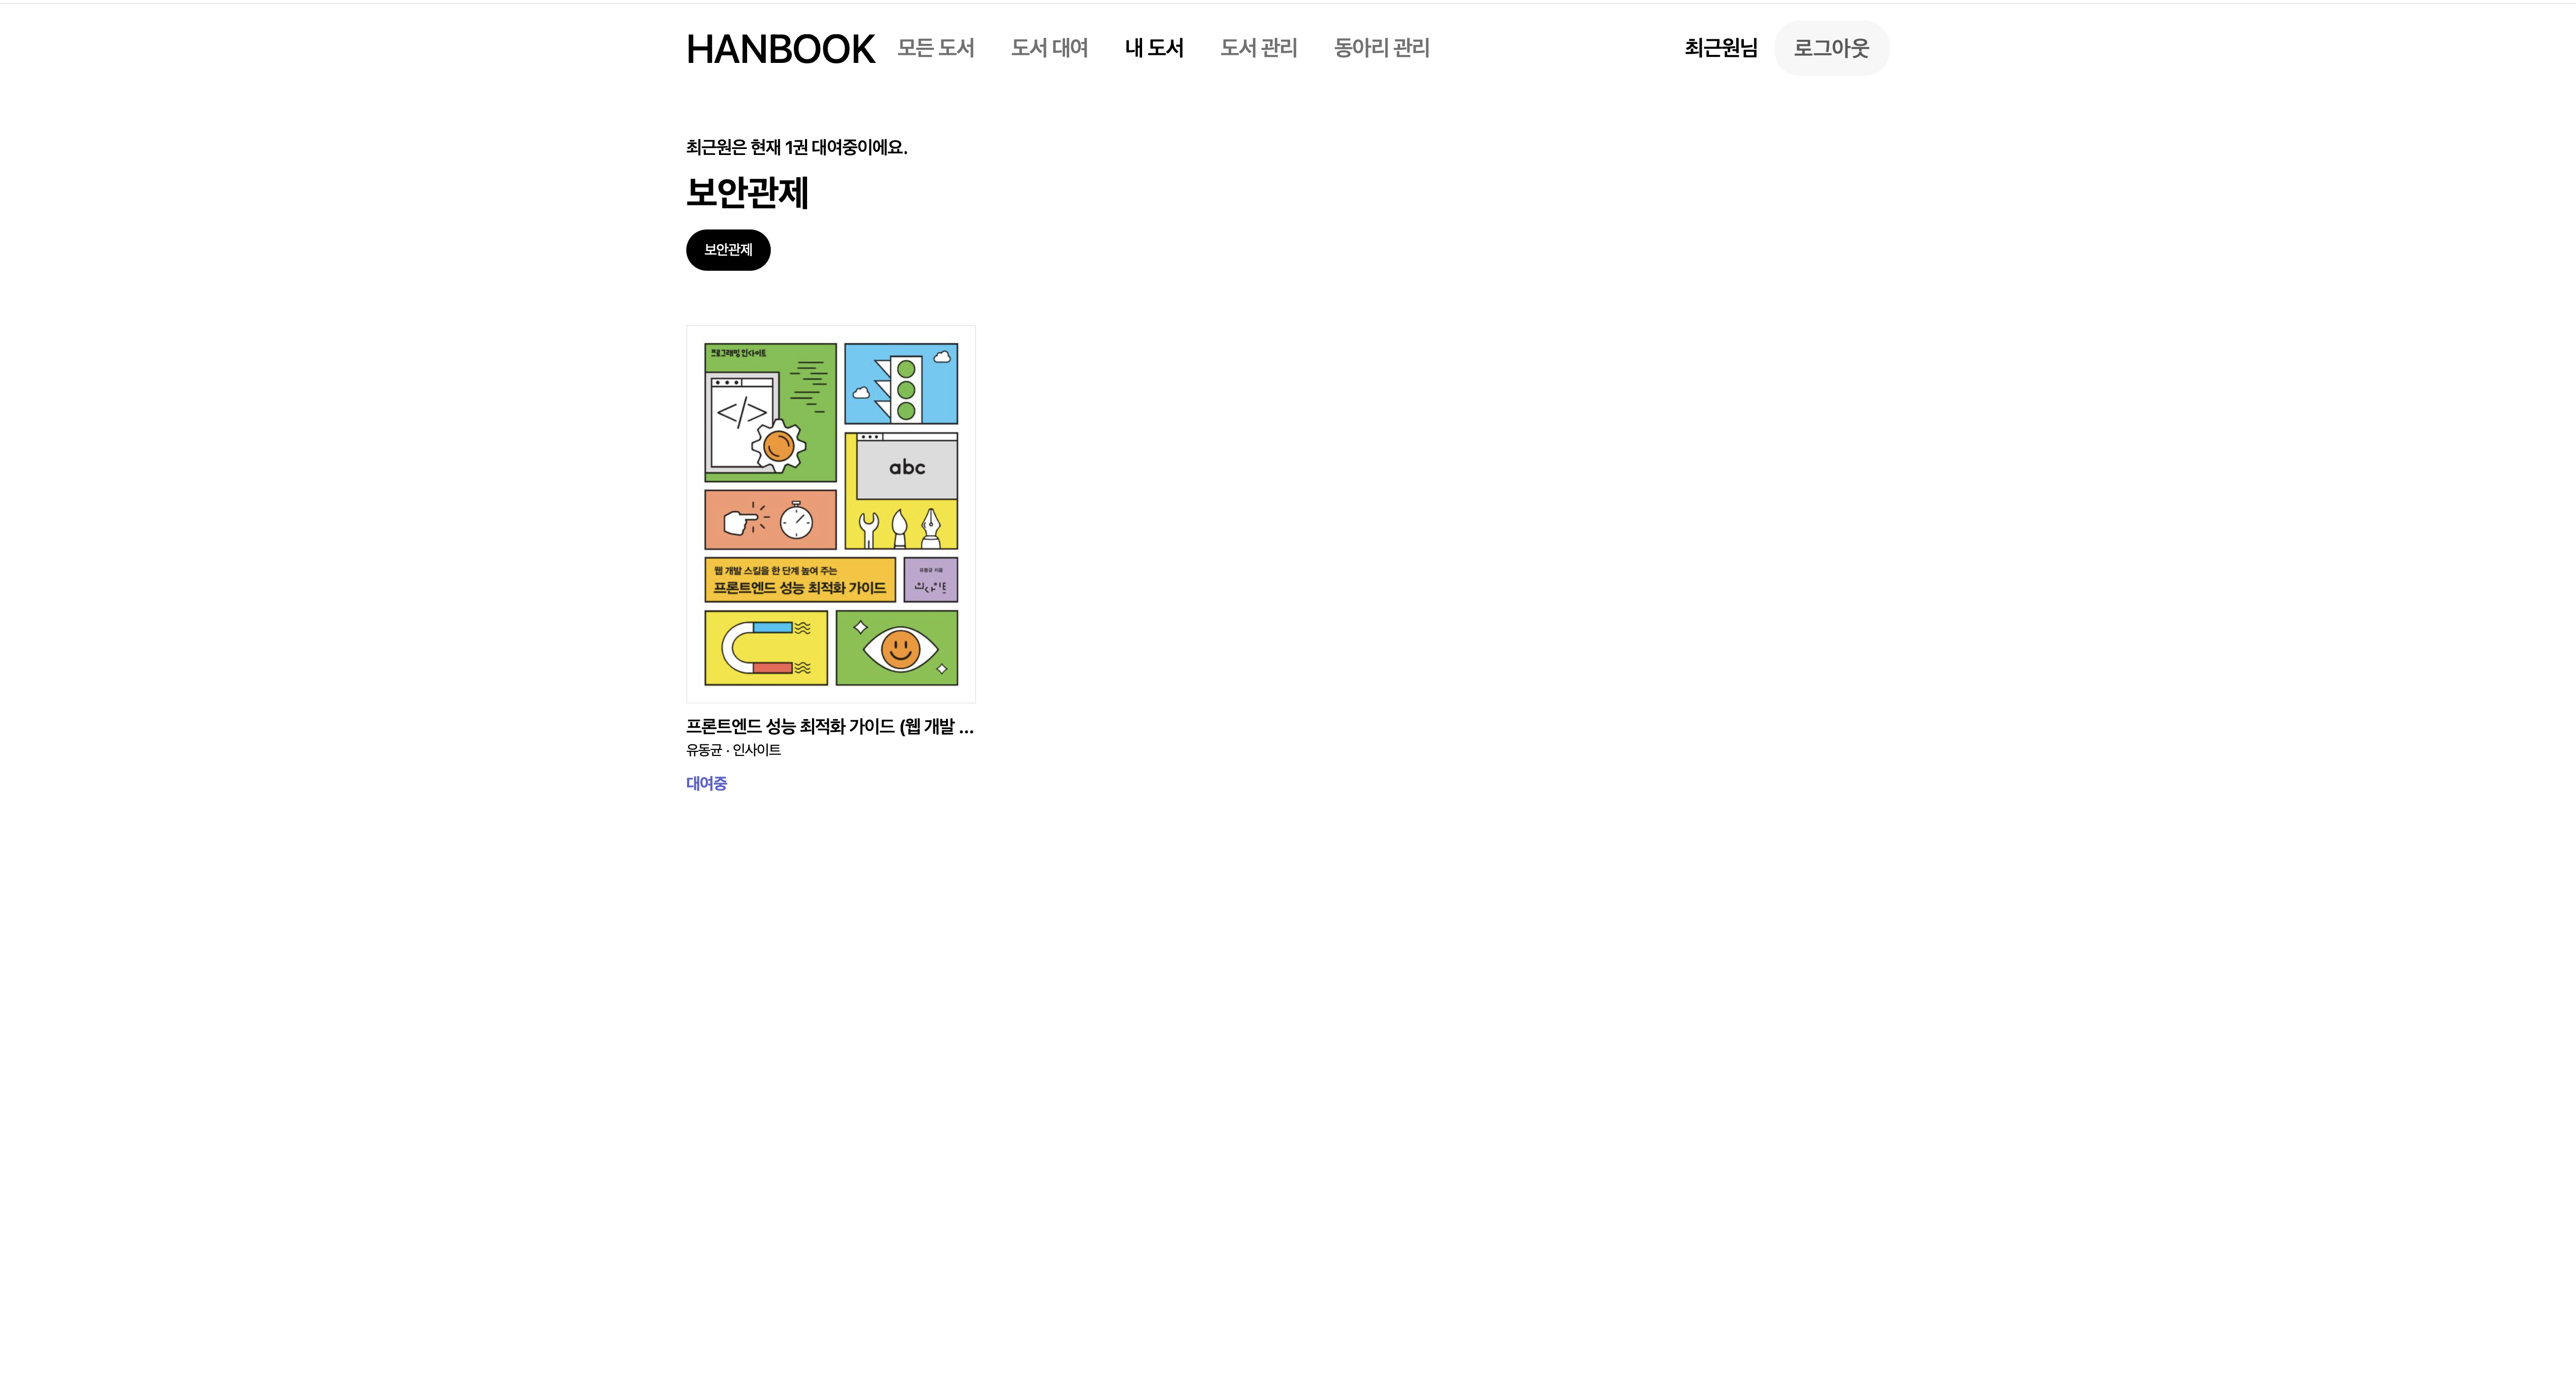 HANBOOK 모든 도서 도서 대여 내 도서 도서 관리 동아리 관리 최근원님 로그아웃
최근원은 현재 1권 대여중이에요.
보안관제
보안관제
프로그래밍 인사이트
</>
abc
웹 개발 스킬을 한 단계 높여 주는
프론트엔드 성능 최적화 가이드
유동균 지음
인사이트
프론트엔드 성능 최적화 가이드 (웹 개발 ...
유동균 · 인사이트
대여중